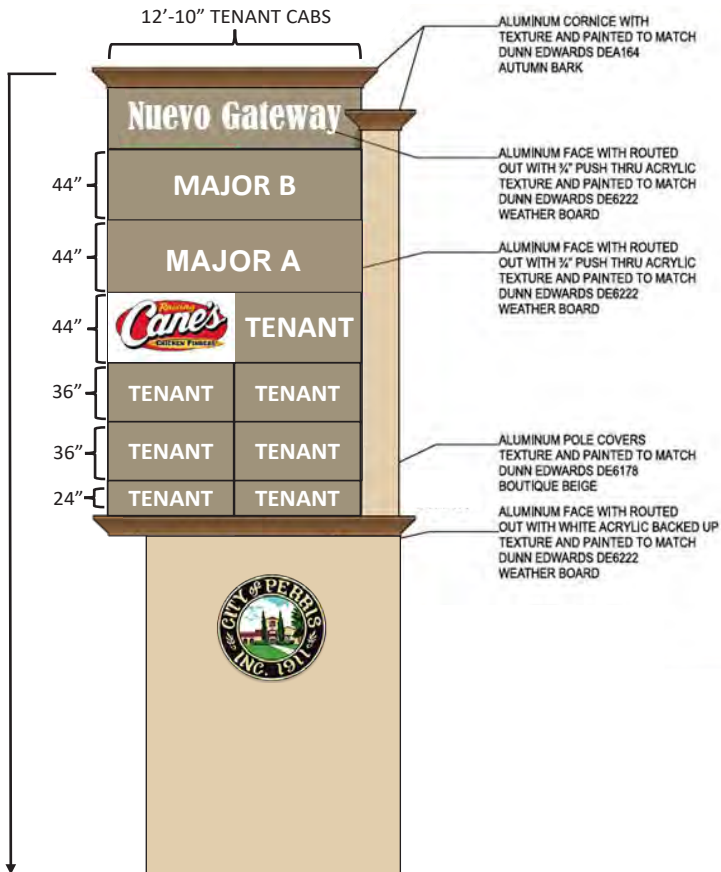 12’-10” TENANT CABS
ALUMINUM CORNICE WITH
TEXTURE AND PAINTED TO MATCH
DUNN EDWARDS DEA164
AUTUMN BARK
Nuevo Gateway
ALUMINUM FACE WITH ROUTED
OUT WITH ¾" PUSH THRU ACRYLIC
TEXTURE AND PAINTED TO MATCH
DUNN EDWARDS DE6222
WEATHER BOARD
44”
MAJOR B
44”
MAJOR A
ALUMINUM FACE WITH ROUTED
OUT WITH ¾" PUSH THRU ACRYLIC
TEXTURE AND PAINTED TO MATCH
DUNN EDWARDS DE6222
WEATHER BOARD
44”
Raising
Cane's
CHICKEN FINGERS
TENANT
36”
TENANT TENANT
36”
TENANT TENANT
24”
TENANT TENANT
ALUMINUM POLE COVERS
TEXTURE AND PAINTED TO MATCH
DUNN EDWARDS DE6178
BOUTIQUE BEIGE
ALUMINUM FACE WITH ROUTED
OUT WITH WHITE ACRYLIC BACKED UP
TEXTURE AND PAINTED TO MATCH
DUNN EDWARDS DE6222
WEATHER BOARD
CITY of PERRIS
INC. 1911